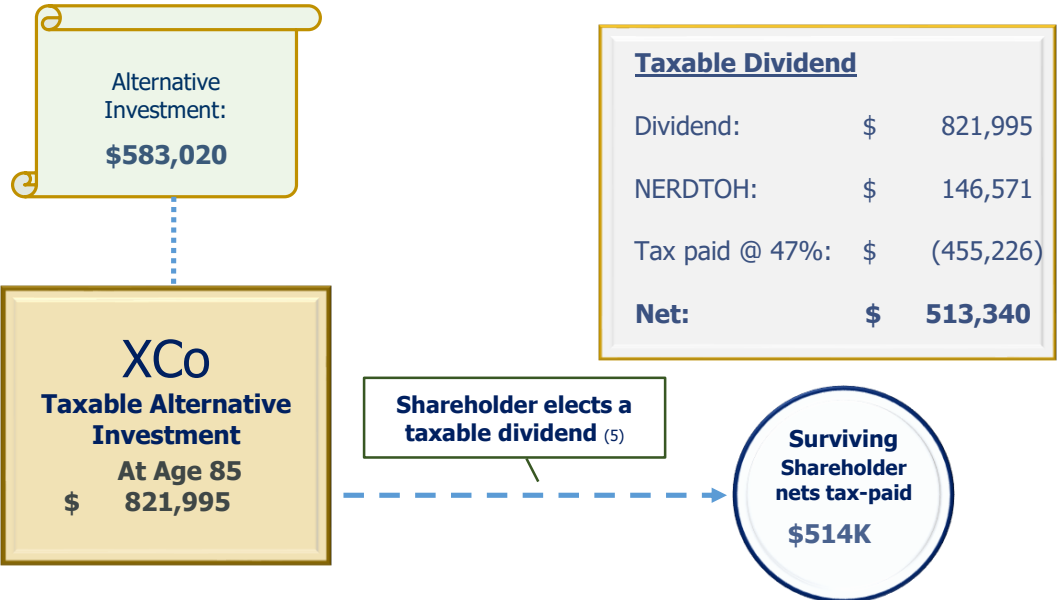 Alternative
Investment:
$583,020
Taxable Dividend
Dividend: $ 821,995
NERDTOH: $ 146,571
Tax paid @ 47%: $ (455,226)
Net: $ 513,340
XCo
Taxable Alternative
Investment
At Age 85
$ 821,995
Shareholder elects a
taxable dividend (5)
Surviving
Shareholder
nets tax-paid
$514K